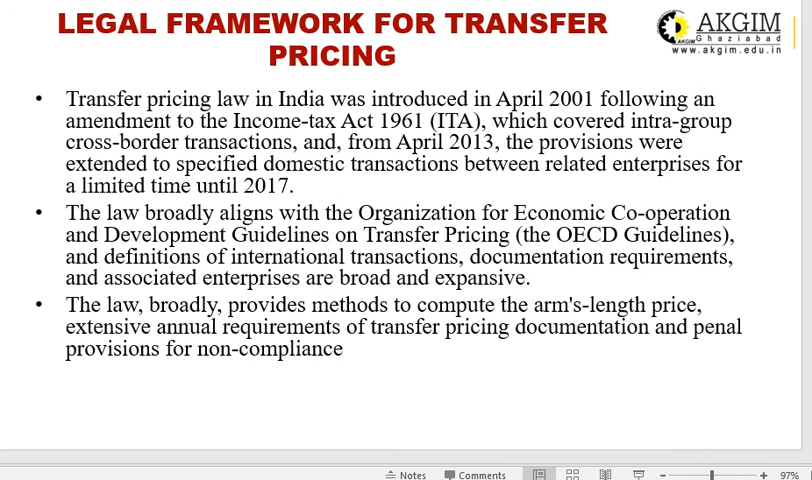 LEGAL FRAMEWORK FOR TRANSFER
PRICING
AKGIM
AKGIM Ghaziabad
www.akgim.edu.in
• Transfer pricing law in India was introduced in April 2001 following an
amendment to the Income-tax Act 1961 (ITA), which covered intra-group
cross-border transactions, and, from April 2013, the provisions were
extended to specified domestic transactions between related enterprises for
a limited time until 2017.
• The law broadly aligns with the Organization for Economic Co-operation
and Development Guidelines on Transfer Pricing (the OECD Guidelines),
and definitions of international transactions, documentation requirements,
and associated enterprises are broad and expansive.
• The law, broadly, provides methods to compute the arm's-length price,
extensive annual requirements of transfer pricing documentation and penal
provisions for non-compliance
Notes Comments 97%